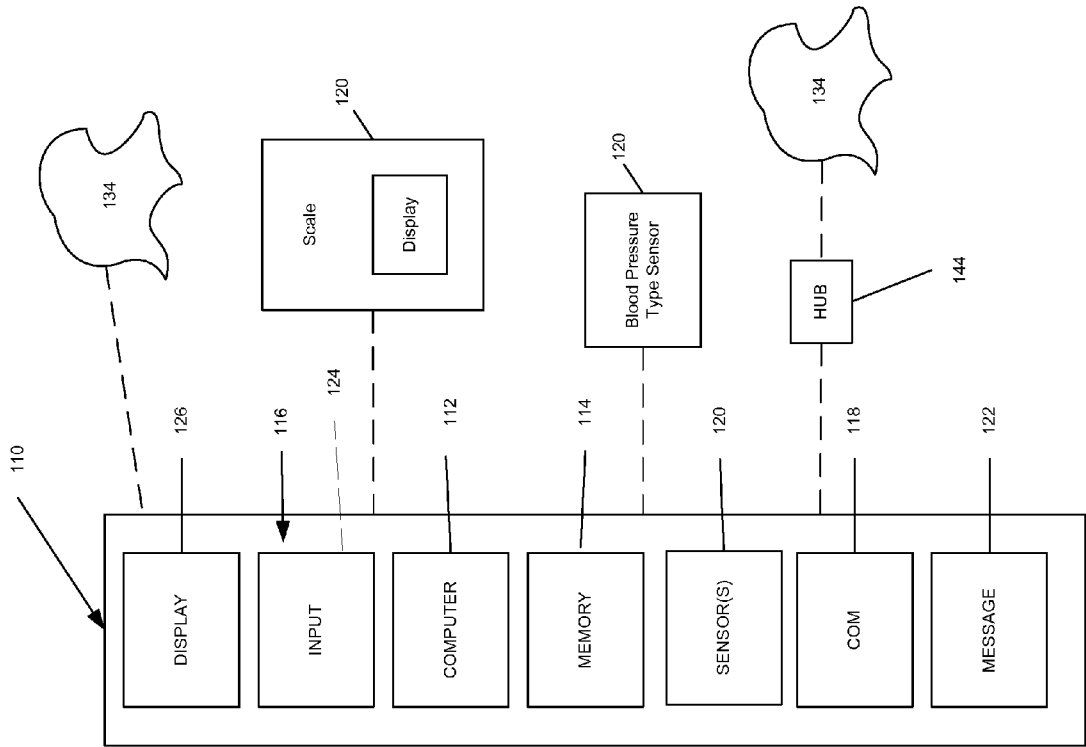 110
126
116
124
112
114
120
118
122
DISPLAY
INPUT
COMPUTER
MEMORY
SENSOR(S)
COM
MESSAGE
134
120
Scale
Display
120
Blood Pressure
Type Sensor
134
HUB
144